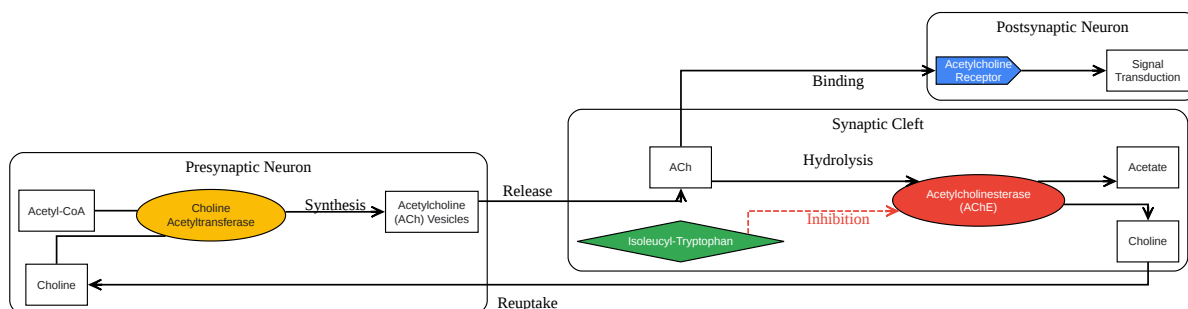 Postsynaptic Neuron
Acetylcholine
Receptor
Signal
Transduction
Binding
Synaptic Cleft
Presynaptic Neuron
ACh
Hydrolysis
Acetate
Acetyl-CoA
Choline
Acetyltransferase
Synthesis
Acetylcholine
(ACh) Vesicles
Release
Acetylcholinesterase
(AChE)
Inhibition
Isoleucyl-Tryptophan
Choline
Choline
Reuptake